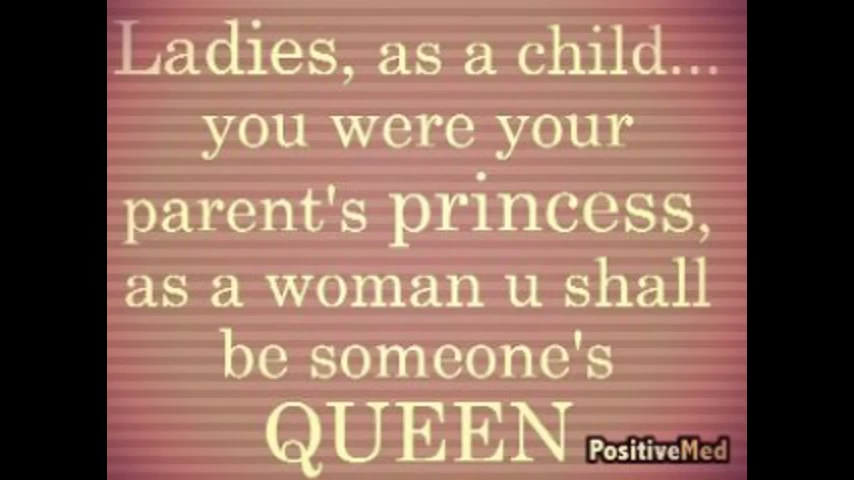 Ladies, as a child...
you were your
parent's princess,
as a woman u shall
be someone's
QUEEN
PositiveMed